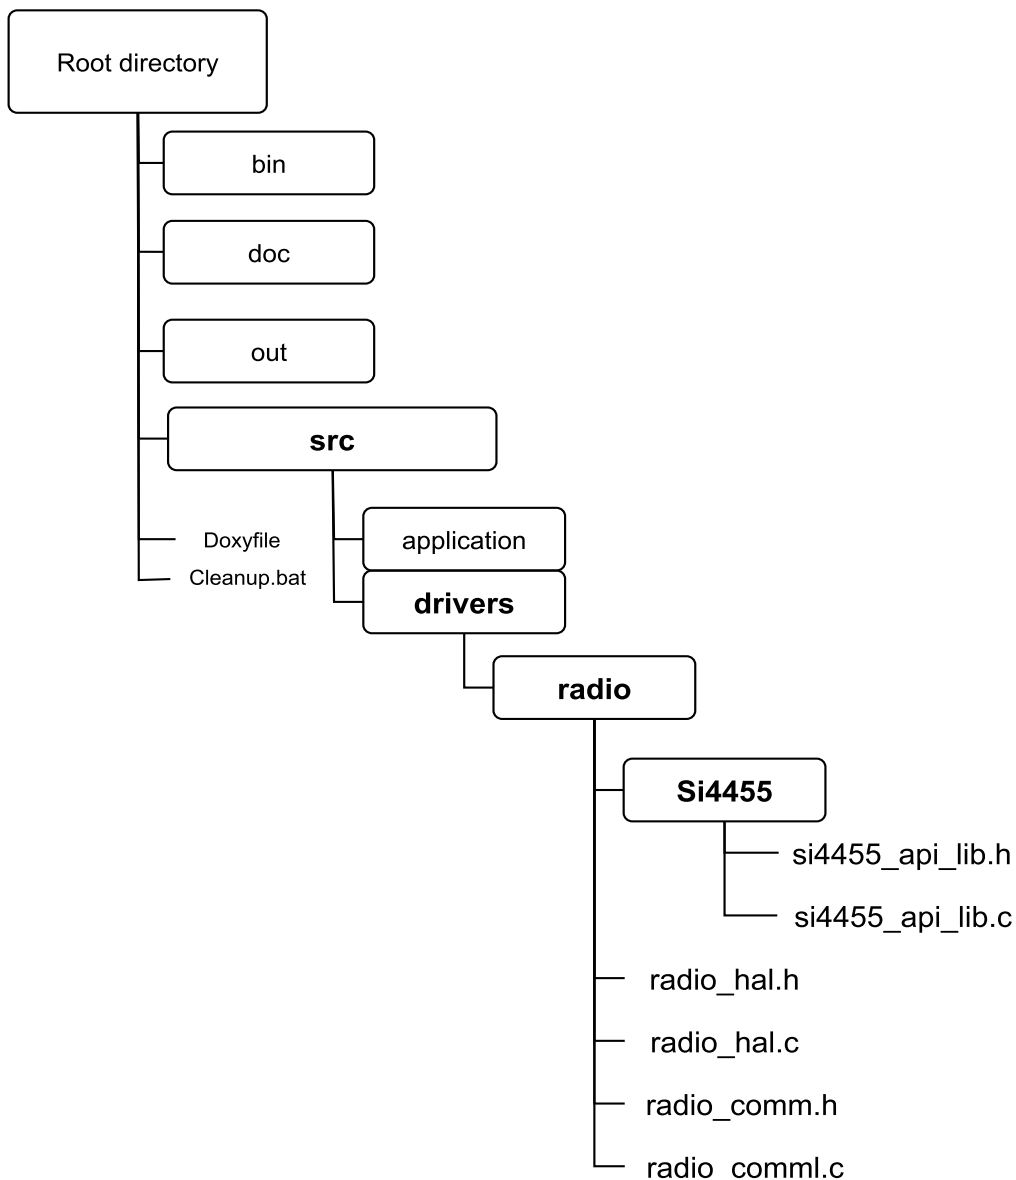 Root directory
bin
doc
out
src
Doxyfile
application
Cleanup.bat
drivers
radio
Si4455
si4455_api_lib.h
si4455_api_lib.c
radio_hal.h
radio_hal.c
radio_comm.h
radio_comml.c